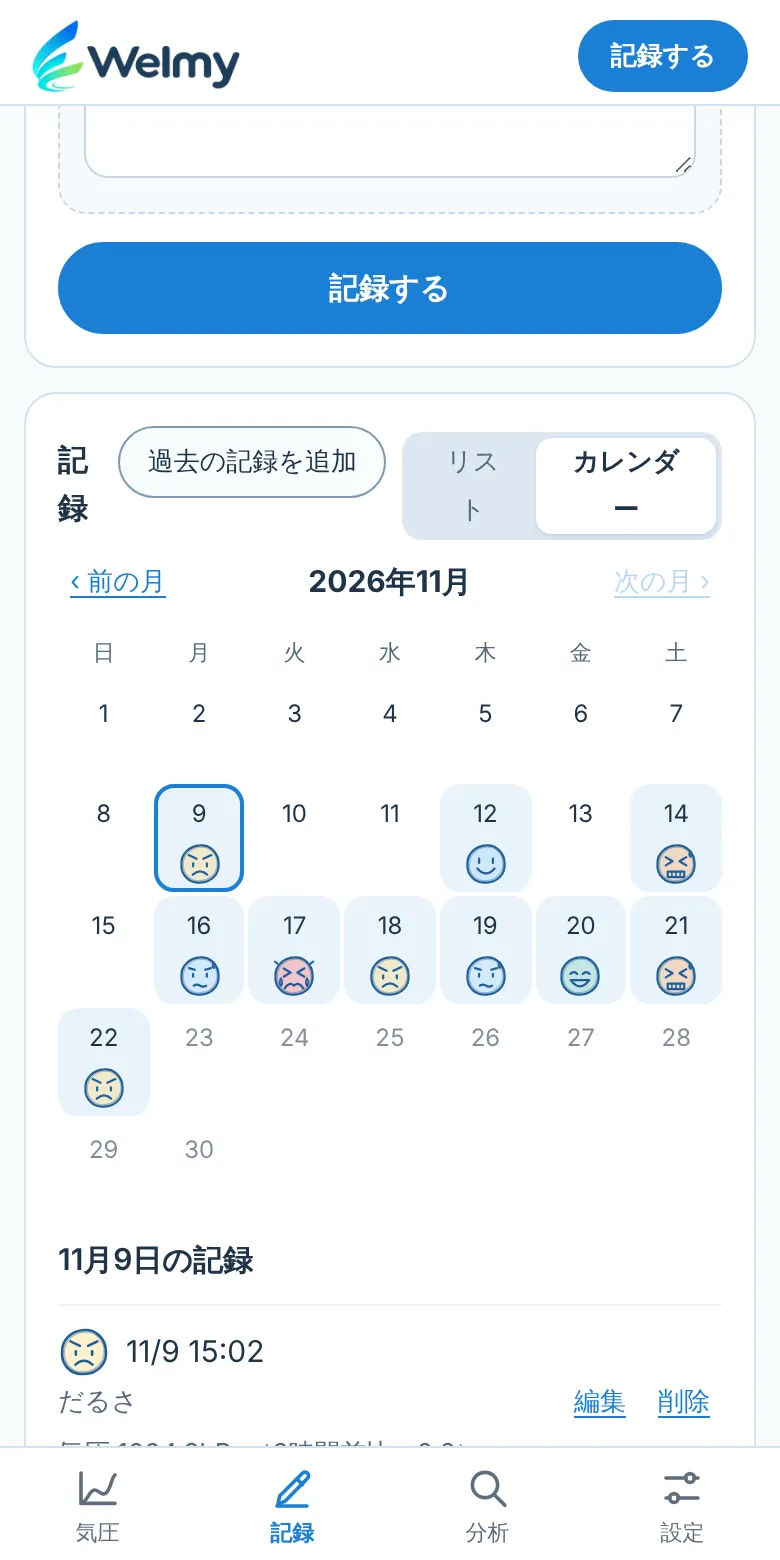 Welmy
記録する
記録する
記
録
過去の記録を追加
リス
ト
カレンダ
ー
‹ 前の月
2026年11月
次の月 ›
日 月 火 水 木 金 土
1 2 3 4 5 6 7
8 9 10 11 12 13 14
15 16 17 18 19 20 21
22 23 24 25 26 27 28
29 30
11月9日の記録
11/9 15:02
だるさ
編集 削除
気圧
記録
分析
設定